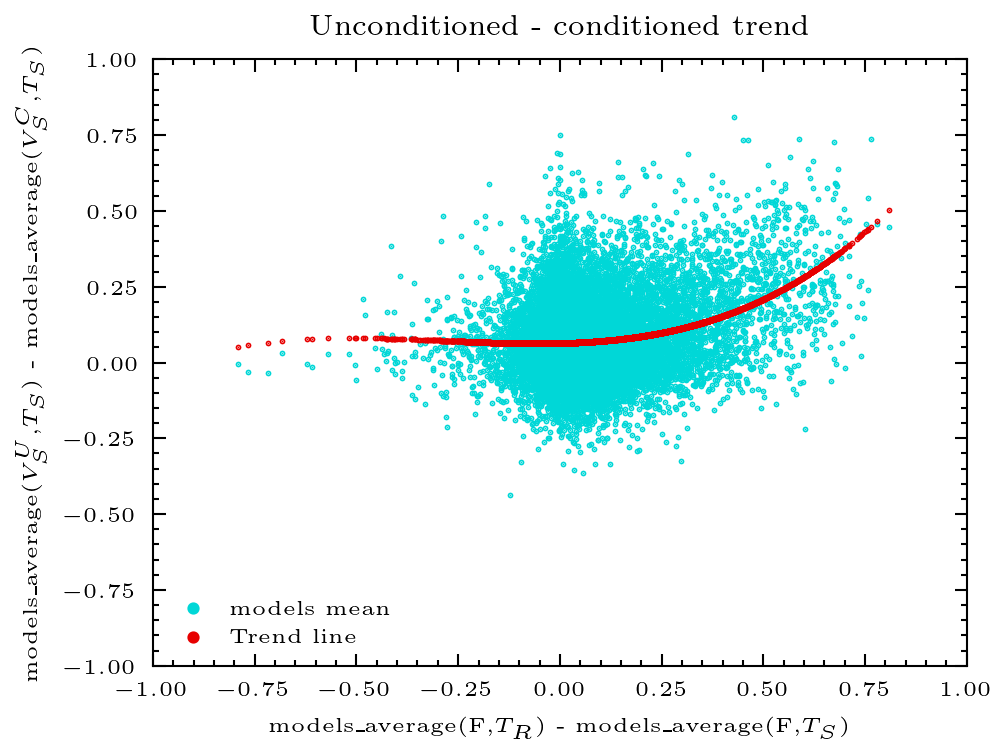 Unconditioned - conditioned trend
models_average(V_S^U,T_S) - models_average(V_S^C,T_S)
1.00
0.75
0.50
0.25
0.00
−0.25
−0.50
−0.75
−1.00
models mean
Trend line
−1.00 −0.75 −0.50 −0.25 0.00 0.25 0.50 0.75 1.00
models_average(F,T_R) - models_average(F,T_S)